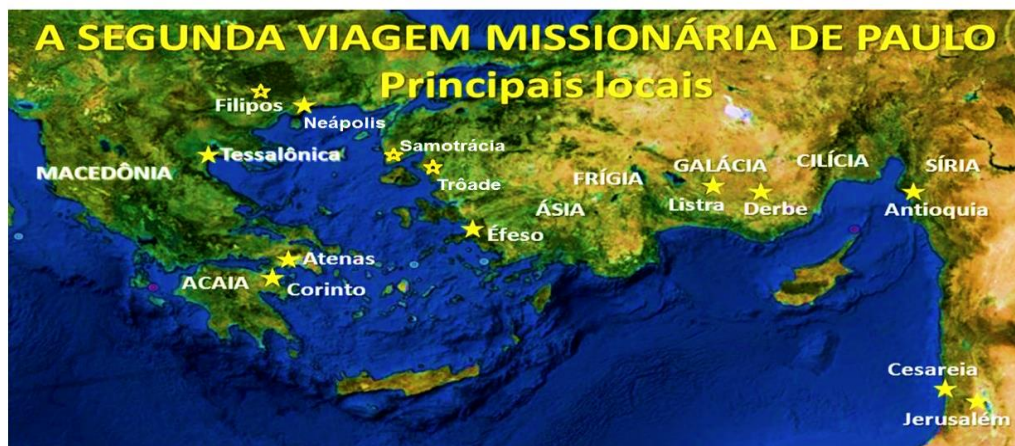 A SEGUNDA VIAGEM MISSIONÁRIA DE PAULO
Principais locais
Filipos
Neápolis
Samotrácia
Tessalônica
Trôade
MACEDÔNIA
FRÍGIA
GALÁCIA
CILÍCIA
SÍRIA
ÁSIA
Listra
Derbe
Antioquia
Éfeso
Atenas
ACAIA
Corinto
Cesareia
Jerusalém